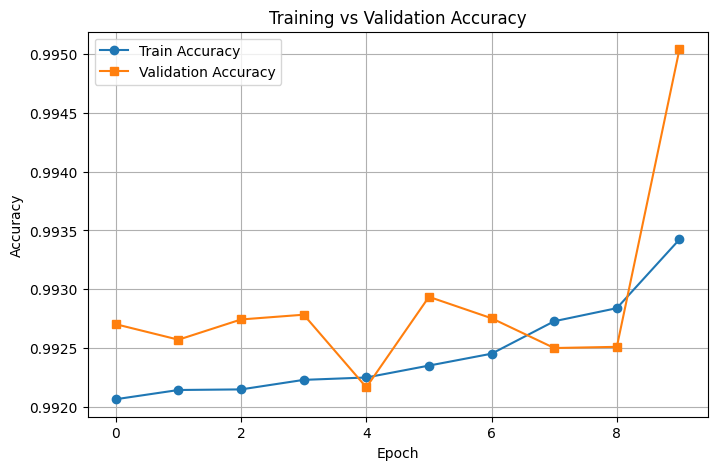 Training vs Validation Accuracy
Train Accuracy
Validation Accuracy
0.9950
0.9945
0.9940
0.9935
0.9930
0.9925
0.9920
Accuracy
0 2 4 6 8
Epoch